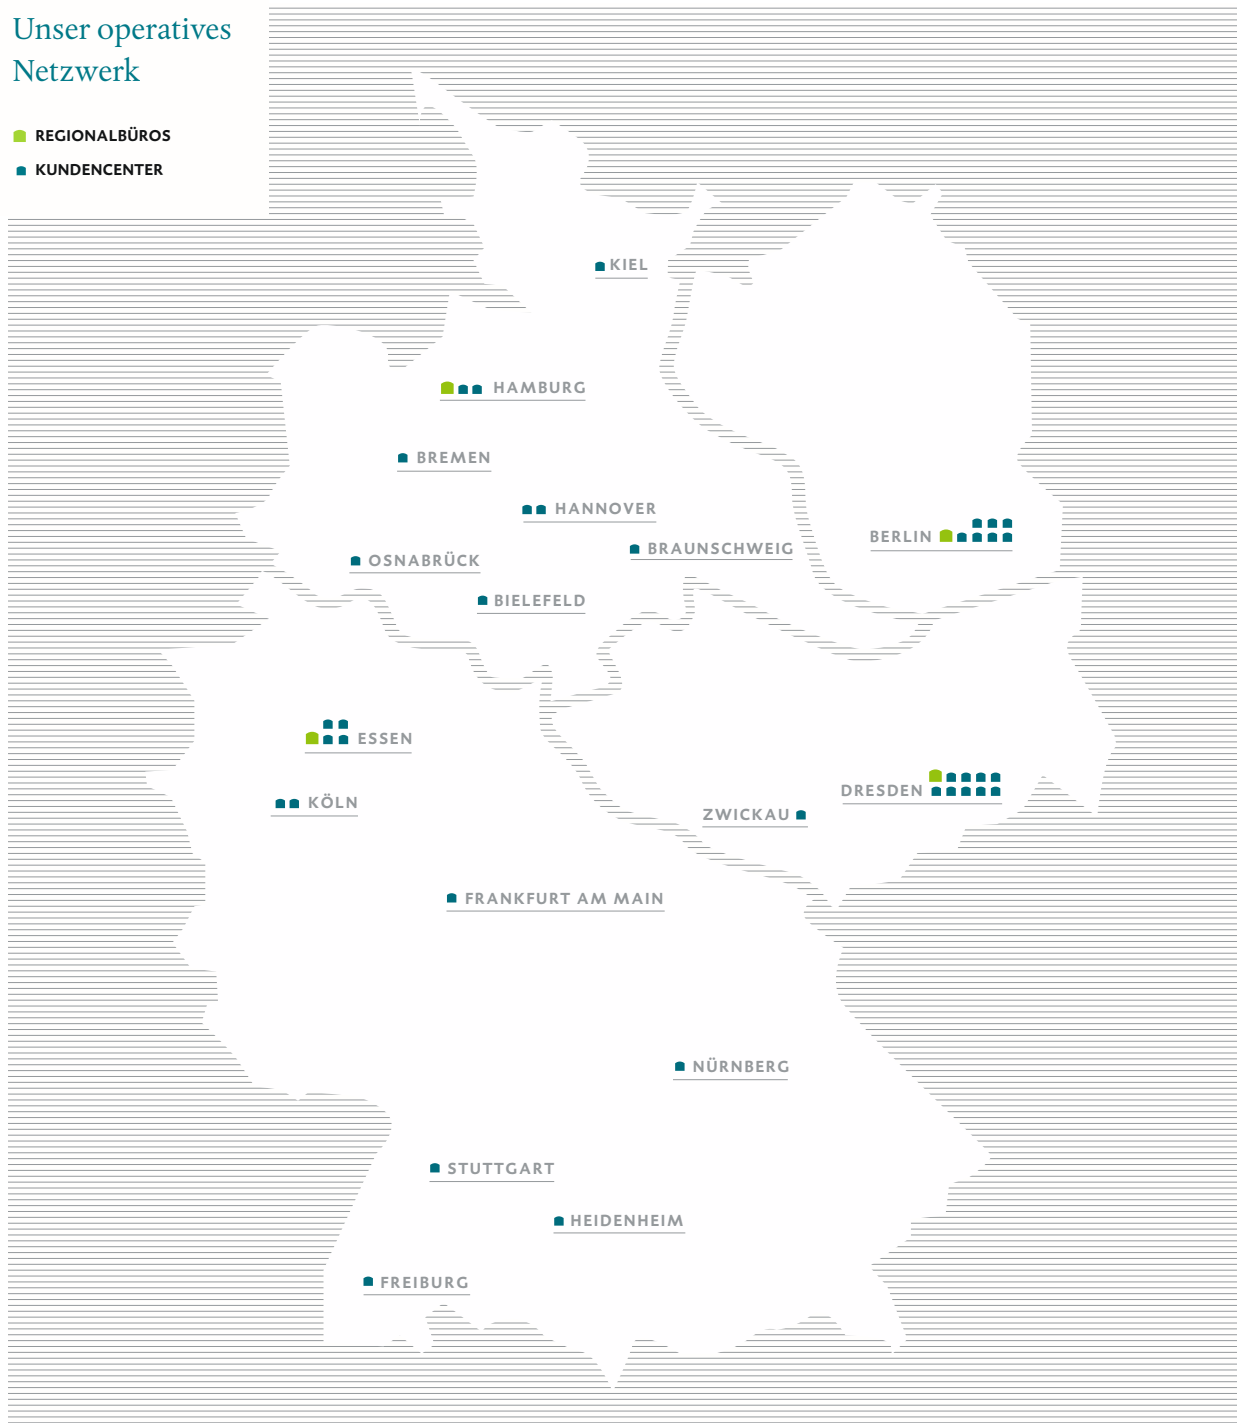 Unser operatives
Netzwerk
REGIONALBÜROS
KUNDENCENTER
KIEL
HAMBURG
BREMEN
HANNOVER
BERLIN
BRAUNSCHWEIG
OSNABRÜCK
BIELEFELD
ESSEN
DRESDEN
KÖLN
ZWICKAU
FRANKFURT AM MAIN
NÜRNBERG
STUTTGART
HEIDENHEIM
FREIBURG